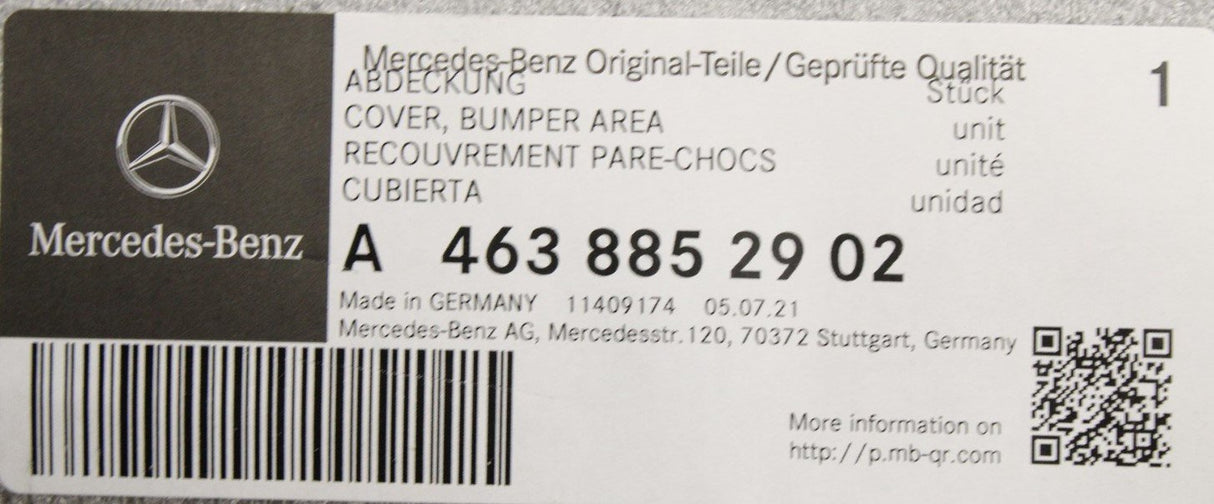 Mercedes-Benz
Mercedes-Benz Original-Teile/Geprüfte Qualität
1
ABDECKUNG Stück
COVER, BUMPER AREA unit
RECOUVREMENT PARE-CHOCS unité
CUBIERTA unidad
A 463 885 29 02
Made in GERMANY 11409174 05.07.21
Mercedes-Benz AG, Mercedesstr. 120, 70372 Stuttgart, Germany
More information on
http://p.mb-qr.com